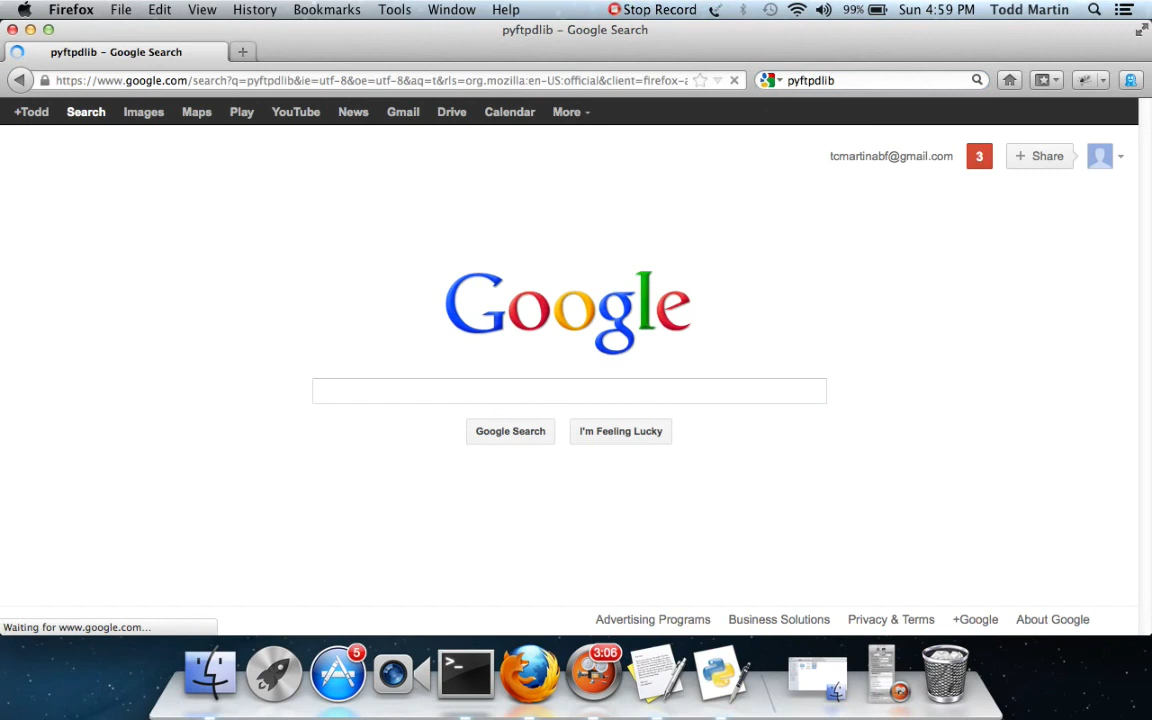 Firefox File Edit View History Bookmarks Tools Window Help Stop Record 99% Sun 4:59 PM Todd Martin
pyftpdlib – Google Search
pyftpdlib – Google Search
https://www.google.com/search?q=pyftpdlib&ie=utf-8&oe=utf-8&aq=t&rls=org.mozilla:en-US:official&client=firefox-a pyftpdlib
+Todd Search Images Maps Play YouTube News Gmail Drive Calendar More
tcmartinabf@gmail.com 3 + Share
Google
Google Search I'm Feeling Lucky
Advertising Programs Business Solutions Privacy & Terms +Google About Google
Waiting for www.google.com...
5 3:06